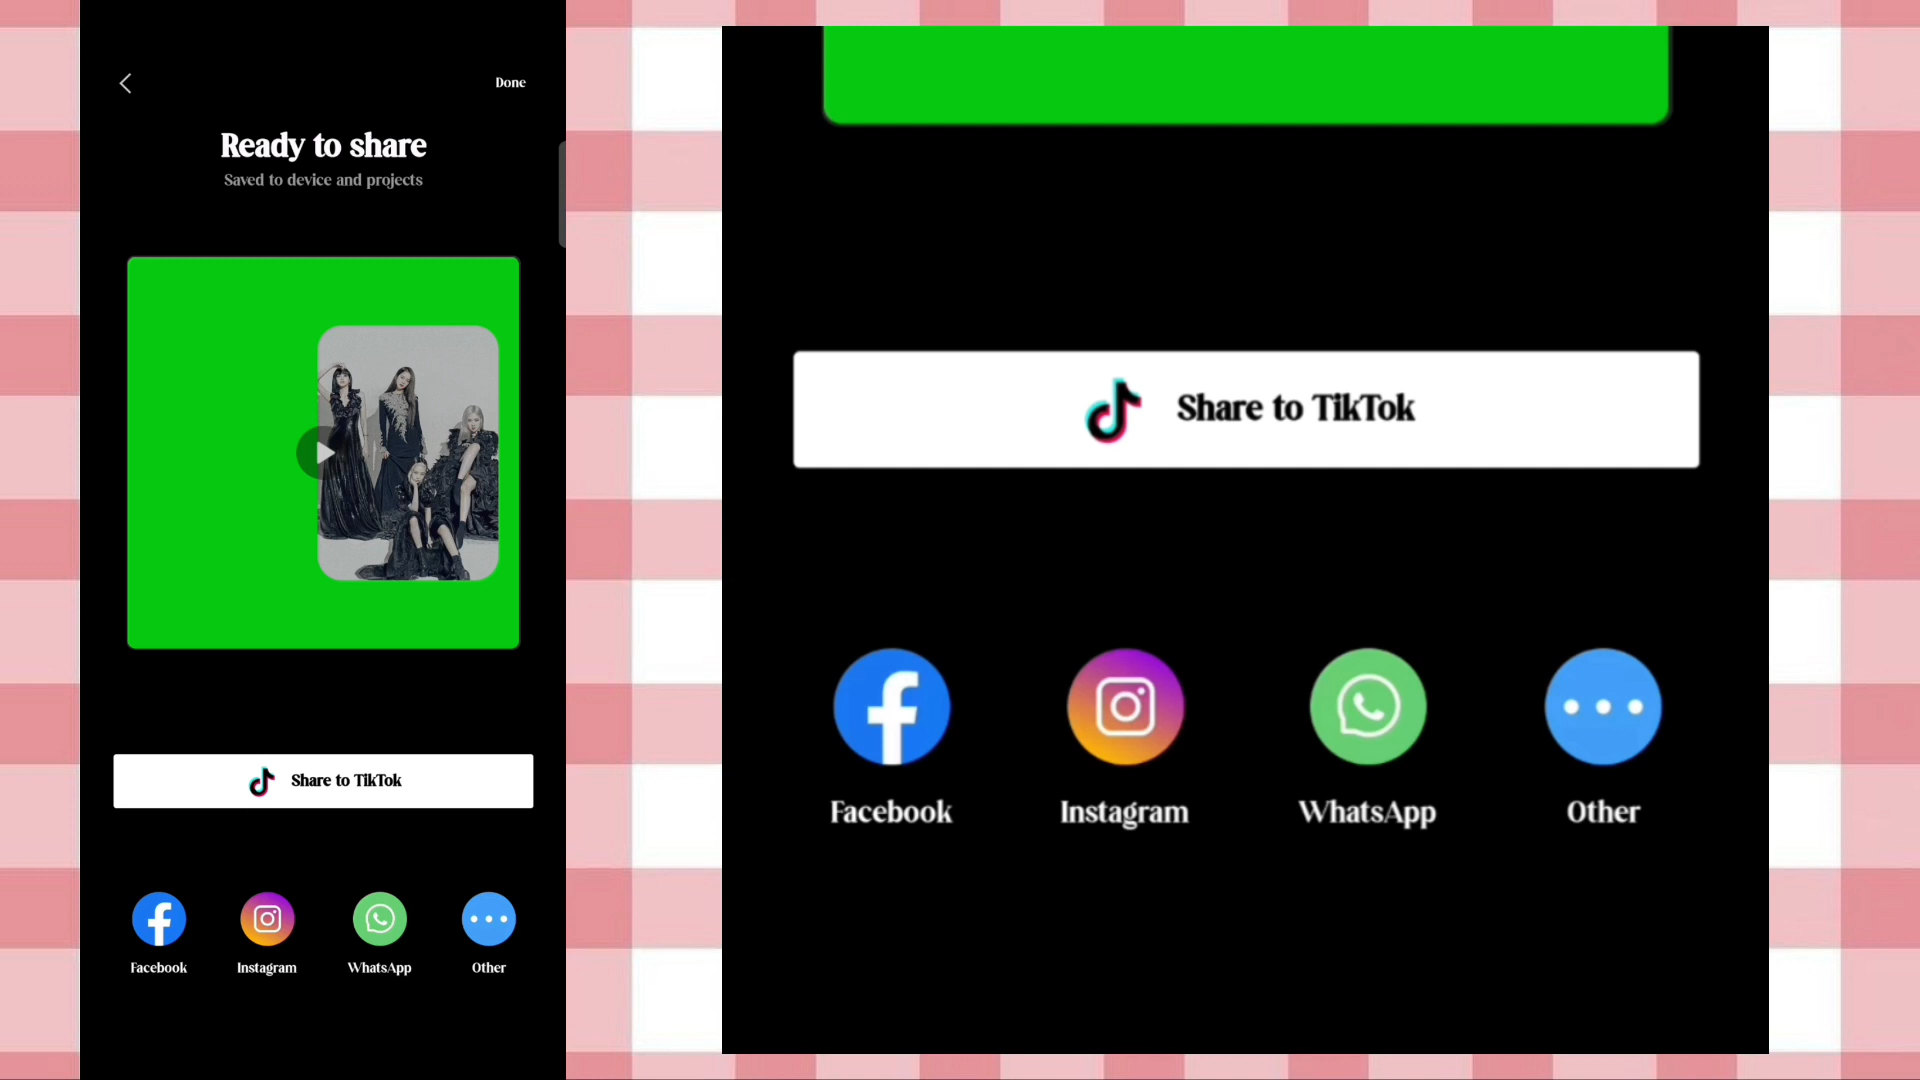 Done
Ready to share
Saved to device and projects
Share to TikTok
Facebook Instagram WhatsApp Other
Share to TikTok
Facebook Instagram WhatsApp Other